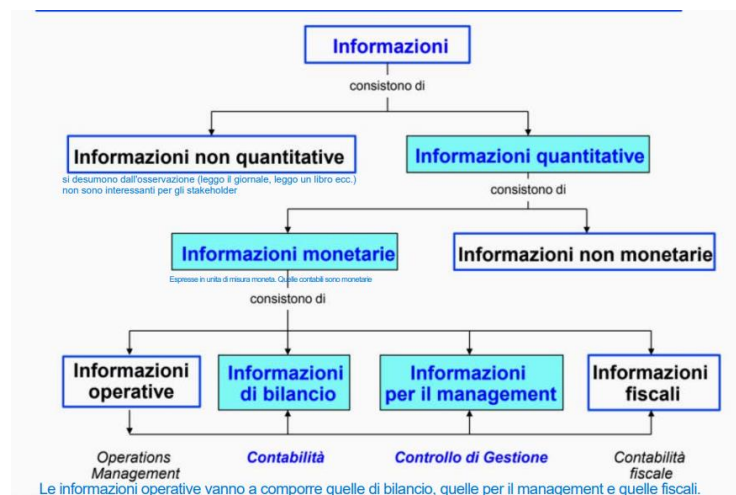 Informazioni
consistono di
Informazioni non quantitative
Informazioni quantitative
si desumono dall'osservazione (leggo il giornale, leggo un libro ecc.)
non sono interessanti per gli stakeholder
consistono di
Informazioni monetarie
Informazioni non monetarie
Espresse in unita di misura moneta. Quelle contabili sono monetarie
consistono di
Informazioni
operative
Informazioni
di bilancio
Informazioni
per il management
Informazioni
fiscali
Operations
Management
Contabilità
Controllo di Gestione
Contabilità
fiscale
Le informazioni operative vanno a comporre quelle di bilancio, quelle per il management e quelle fiscali.